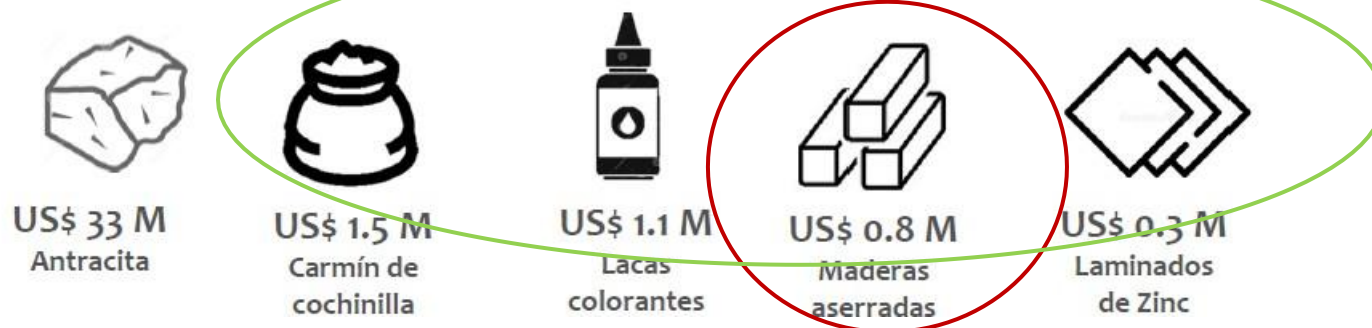 US$ 33 M
Antracita
US$ 1.5 M
Carmín de
cochinilla
US$ 1.1 M
Lacas
colorantes
US$ 0.8 M
Maderas
aserradas
US$ 0.3 M
Laminados
de Zinc